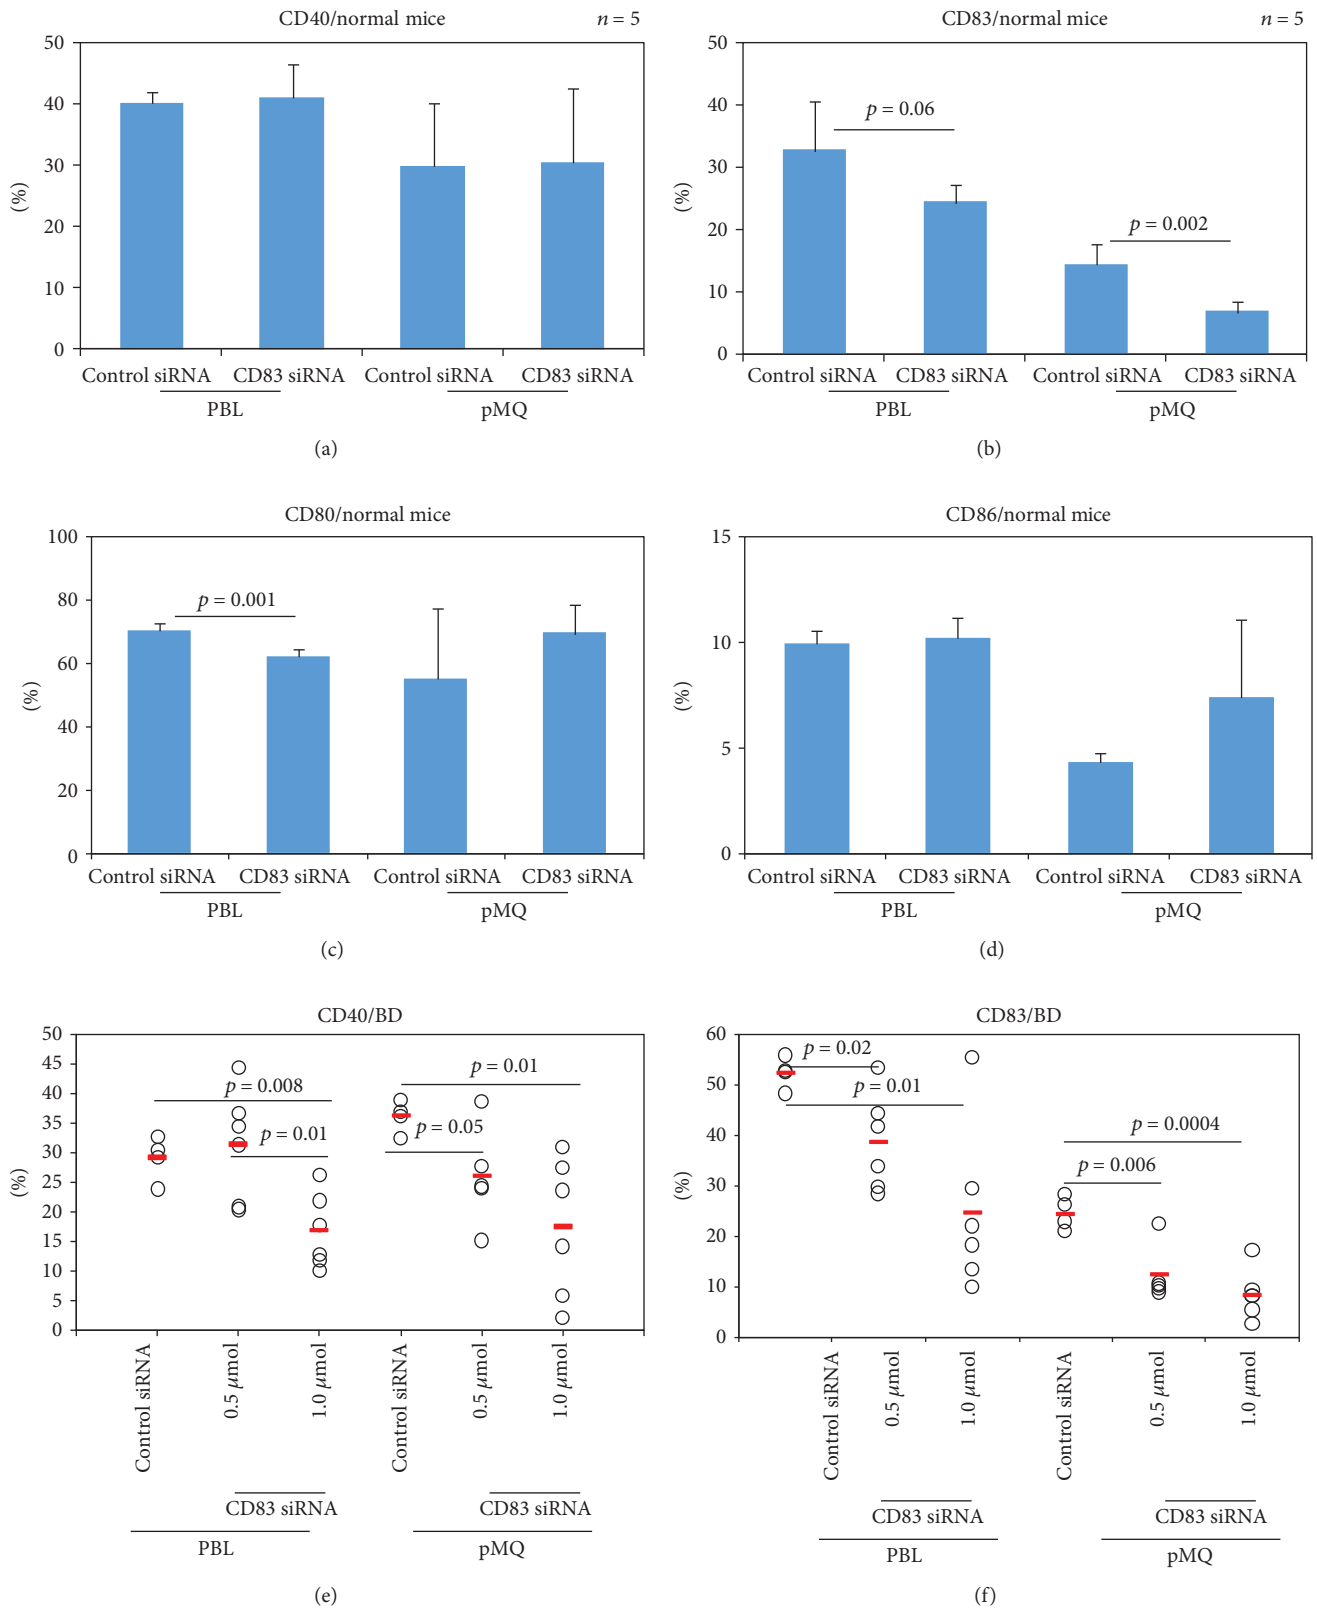 CD40/normal mice
n = 5
50
40
30
20
10
0
(%)
Control siRNA
CD83 siRNA
Control siRNA
CD83 siRNA
PBL
pMQ
(a)
CD83/normal mice
n = 5
50
40
30
20
10
0
(%)
p = 0.06
p = 0.002
Control siRNA
CD83 siRNA
Control siRNA
CD83 siRNA
PBL
pMQ
(b)
CD80/normal mice
100
80
60
40
20
0
(%)
p = 0.001
Control siRNA
CD83 siRNA
Control siRNA
CD83 siRNA
PBL
pMQ
(c)
CD86/normal mice
15
10
5
0
(%)
Control siRNA
CD83 siRNA
Control siRNA
CD83 siRNA
PBL
pMQ
(d)
CD40/BD
50
45
40
35
30
25
20
15
10
5
0
(%)
p = 0.01
p = 0.008
p = 0.01
p = 0.05
Control siRNA
0.5 µmol
1.0 µmol
Control siRNA
0.5 µmol
1.0 µmol
CD83 siRNA
CD83 siRNA
PBL
pMQ
(e)
CD83/BD
60
50
40
30
20
10
0
(%)
p = 0.02
p = 0.01
p = 0.0004
p = 0.006
Control siRNA
0.5 µmol
1.0 µmol
Control siRNA
0.5 µmol
1.0 µmol
CD83 siRNA
CD83 siRNA
PBL
pMQ
(f)